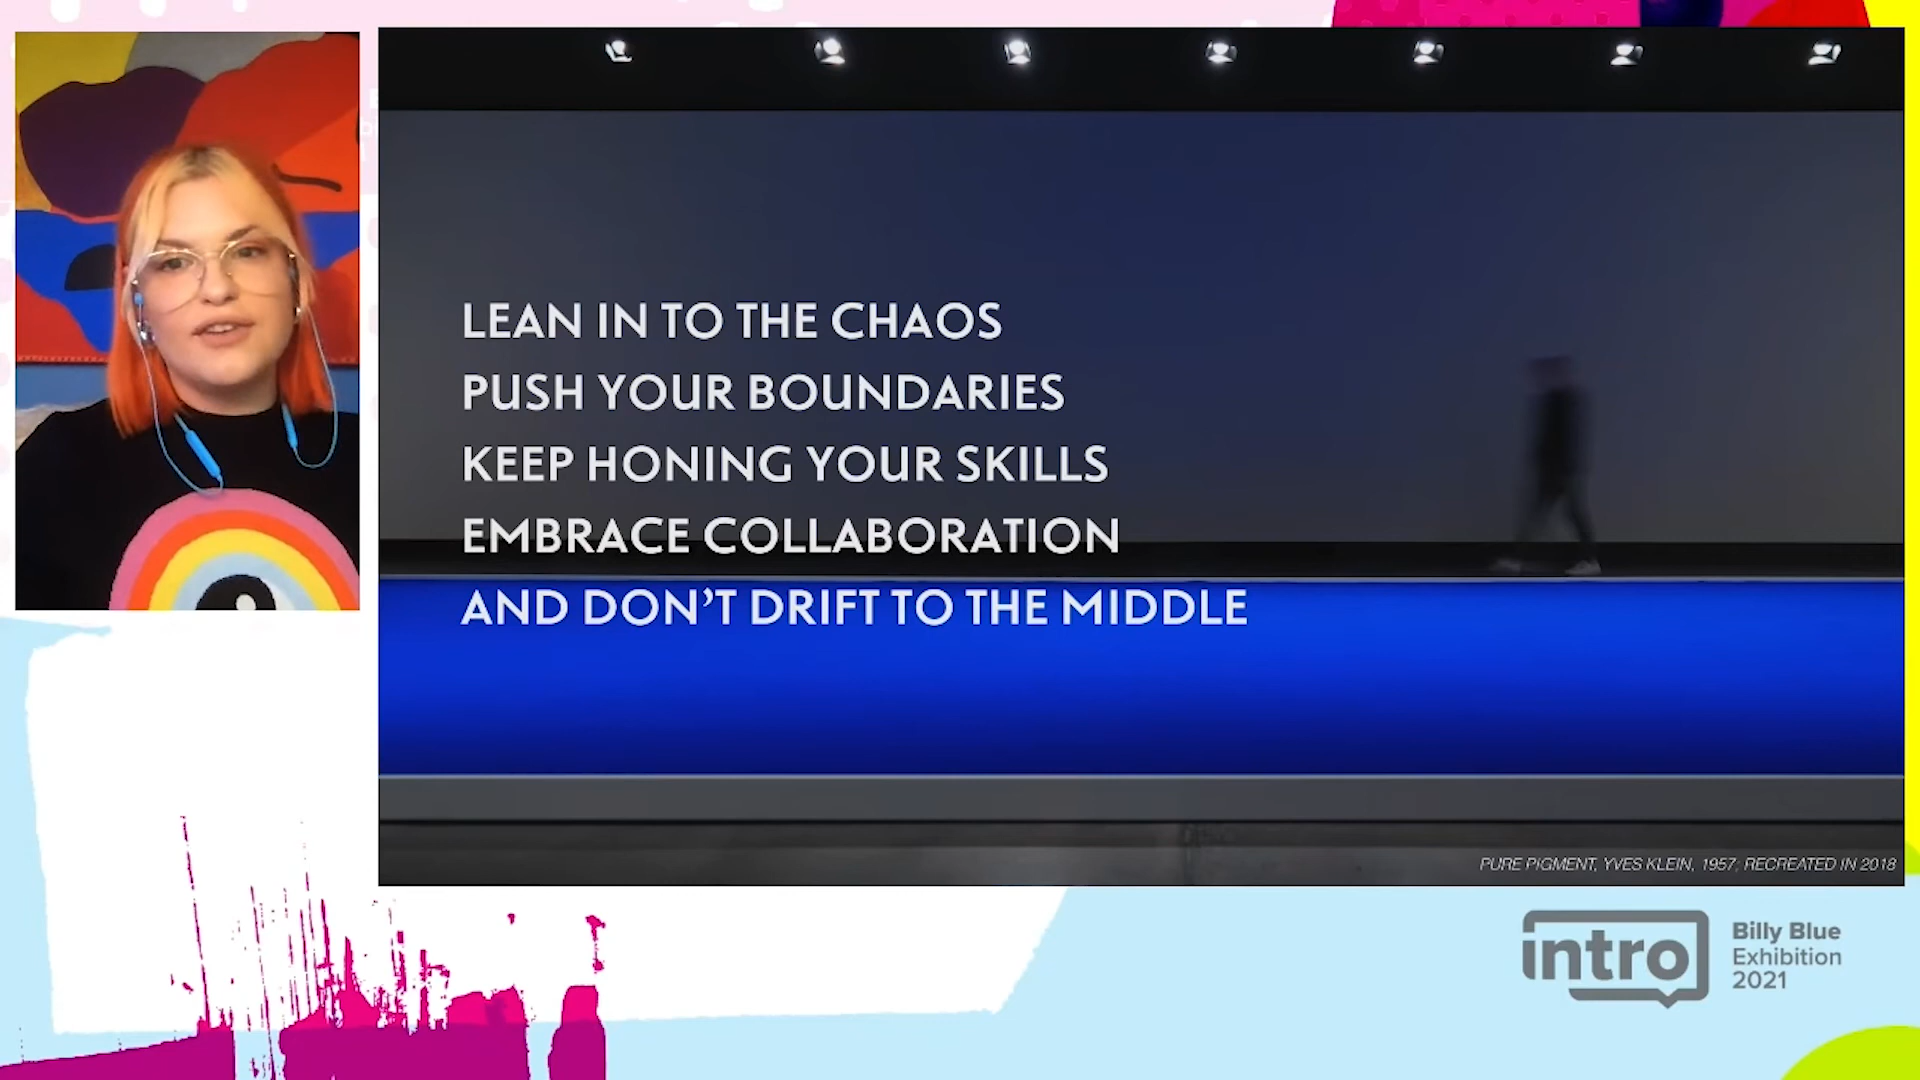 LEAN IN TO THE CHAOS
PUSH YOUR BOUNDARIES
KEEP HONING YOUR SKILLS
EMBRACE COLLABORATION
AND DON'T DRIFT TO THE MIDDLE
PURE PIGMENT, YVES KLEIN, 1957; RECREATED IN 2018
intro
Billy Blue
Exhibition
2021